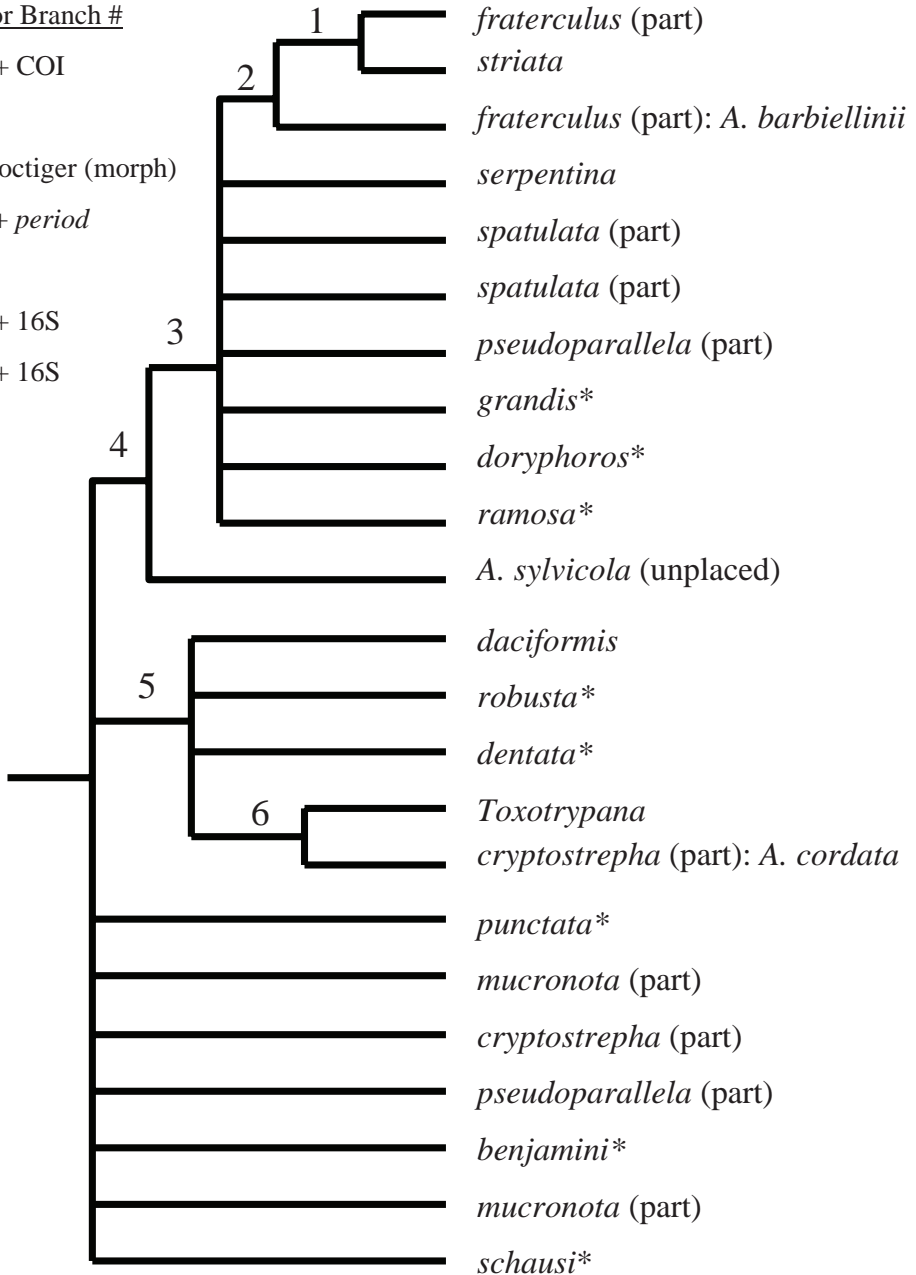 or Branch #
+ COI
octiger (morph)
+ period
+ 16S
+ 16S
1
2
3
4
5
6
fraterculus (part)
striata
fraterculus (part): A. barbiellinii
serpentina
spatulata (part)
spatulata (part)
pseudoparallela (part)
grandis*
doryphoros*
ramosa*
A. sylvicola (unplaced)
daciformis
robusta*
dentata*
Toxotrypana
cryptostrepha (part): A. cordata
punctata*
mucronota (part)
cryptostrepha (part)
pseudoparallela (part)
benjamini*
mucronota (part)
schausi*